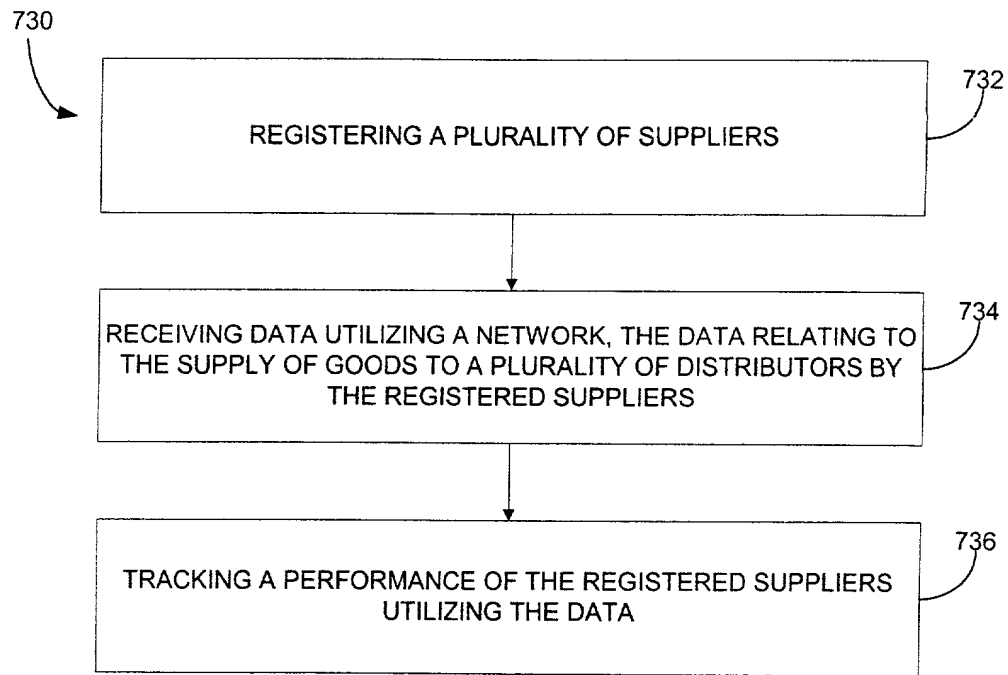 730
732
REGISTERING A PLURALITY OF SUPPLIERS
734
RECEIVING DATA UTILIZING A NETWORK, THE DATA RELATING TO
THE SUPPLY OF GOODS TO A PLURALITY OF DISTRIBUTORS BY
THE REGISTERED SUPPLIERS
736
TRACKING A PERFORMANCE OF THE REGISTERED SUPPLIERS
UTILIZING THE DATA